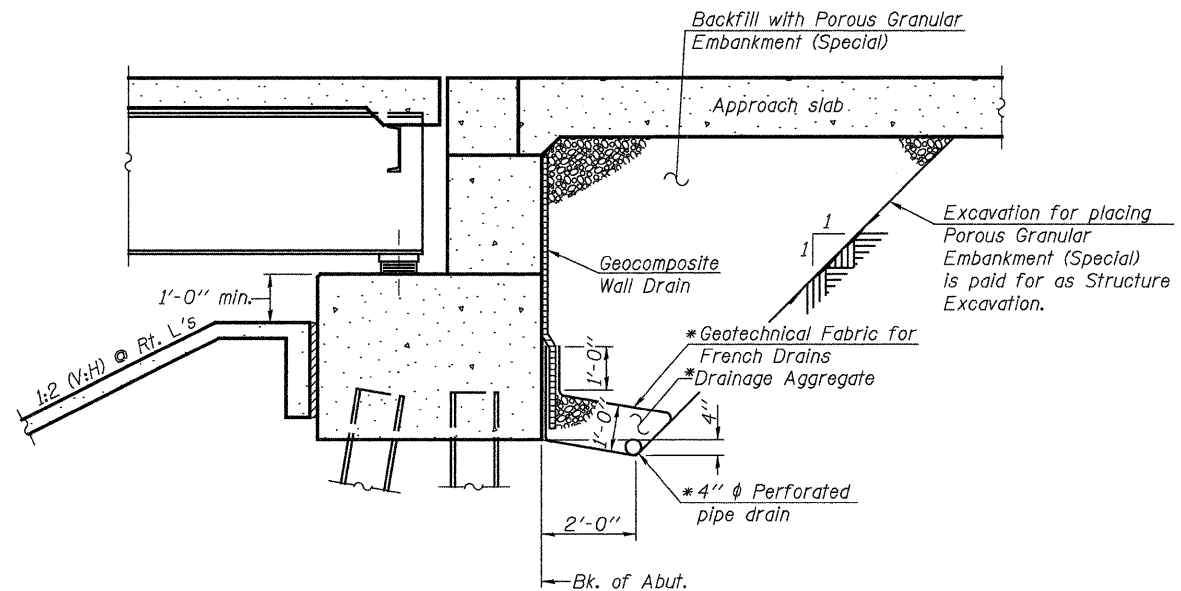 Backfill with Porous Granular
Embankment (Special)
Approach slab
Excavation for placing
Porous Granular
Embankment (Special)
is paid for as Structure
Excavation.
1
1
Geocomposite
Wall Drain
1'-0" min.
1:2 (V:H) @ Rt. L's
*Geotechnical Fabric for
French Drains
*Drainage Aggregate
1'-0"
1'-0"
4"
*4" ϕ Perforated
pipe drain
2'-0"
Bk. of Abut.